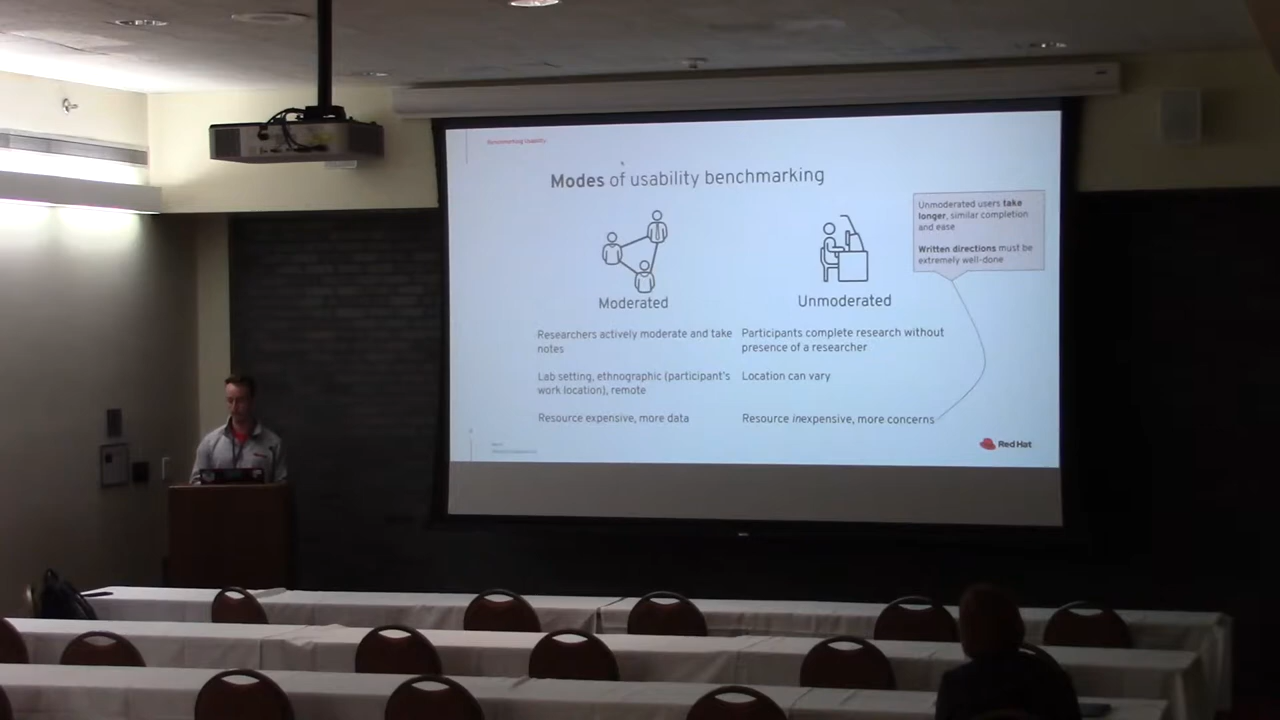 Benchmarking Usability
Modes of usability benchmarking
Unmoderated users take
longer, similar completion
and ease
Written directions must be
extremely well-done
Moderated
Unmoderated
Researchers actively moderate and take
notes
Participants complete research without
presence of a researcher
Lab setting, ethnographic (participant's
work location), remote
Location can vary
Resource expensive, more data
Resource inexpensive, more concerns
Red Hat